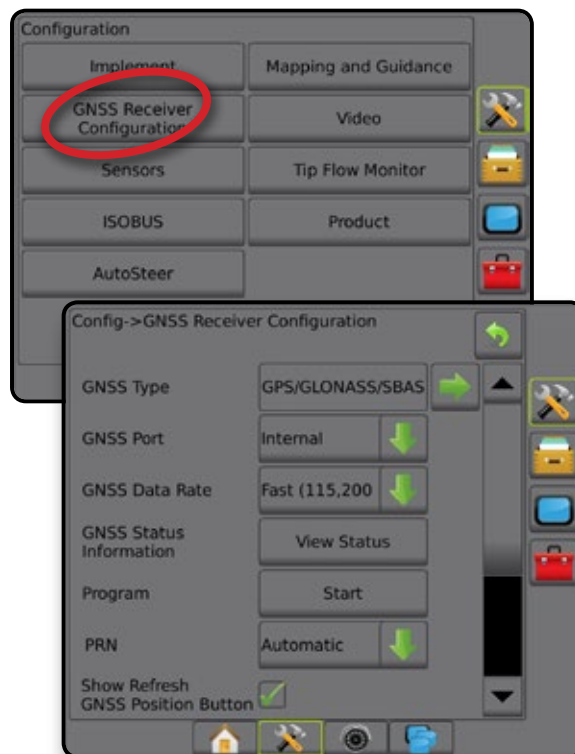 Configuration
Implement
Mapping and Guidance
GNSS Receiver
Configuration
Video
Sensors
Tip Flow Monitor
ISOBUS
Product
AutoSteer
Config->GNSS Receiver Configuration
GNSS Type
GPS/GLONASS/SBAS
GNSS Port
Internal
GNSS Data Rate
Fast (115,200
GNSS Status
Information
View Status
Program
Start
PRN
Automatic
Show Refresh
GNSS Position Button